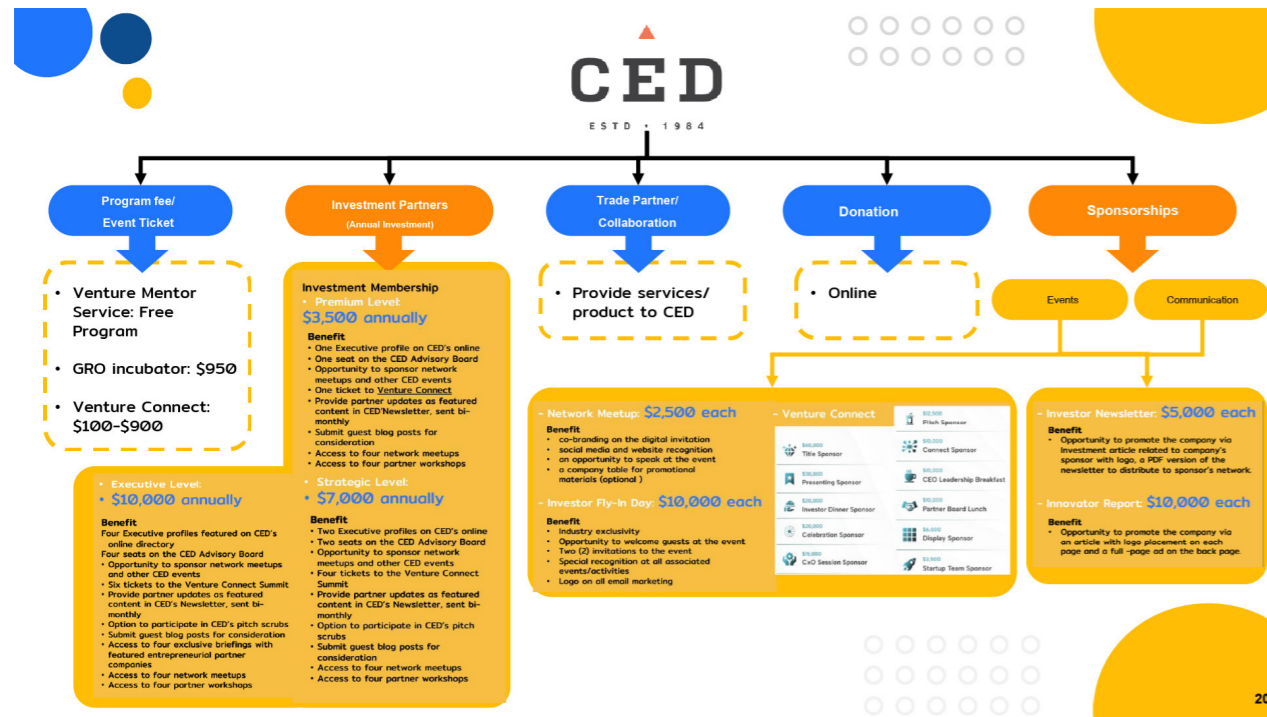 CED
ESTD • 1984
Program fee/
Event Ticket
Investment Partners
(Annual Investment)
Trade Partner/
Collaboration
Donation
Sponsorships
• Venture Mentor
Service: Free
Program
• GRO incubator: $950
• Venture Connect:
$100-$900
Investment Membership
• Premium Level:
$3,500 annually
Benefit
• One Executive profile on CED's online
• One seat on the CED Advisory Board
• Opportunity to sponsor network
meetups and other CED events
• One ticket to Venture Connect
• Provide partner updates as featured
content in CED'Newsletter, sent bi-
monthly
• Submit guest blog posts for
consideration
• Access to four network meetups
• Access to four partner workshops
• Strategic Level:
• $7,000 annually
Benefit
• Two Executive profiles on CED's online
• Two seats on the CED Advisory Board
• Opportunity to sponsor network
meetups and other CED events
• Four tickets to the Venture Connect
Summit
• Provide partner updates as featured
content in CED's Newsletter, sent bi-
monthly
• Option to participate in CED's pitch
scrubs
• Submit guest blog posts for
consideration
• Access to four network meetups
• Access to four partner workshops
• Executive Level:
• $10,000 annually
Benefit
Four Executive profiles featured on CED's
online directory
Four seats on the CED Advisory Board
• Opportunity to sponsor network meetups
and other CED events
• Six tickets to the Venture Connect Summit
• Provide partner updates as featured
content in CED's Newsletter, sent bi-
monthly
• Option to participate in CED's pitch scrubs
• Submit guest blog posts for consideration
• Access to four exclusive briefings with
featured entrepreneurial partner
companies
• Access to four network meetups
• Access to four partner workshops
• Provide services/
product to CED
• Online
Events
Communication
- Network Meetup: $2,500 each
Benefit
• co-branding on the digital invitation
• social media and website recognition
• an opportunity to speak at the event
• a company table for promotional
materials (optional )
- Investor Fly-In Day: $10,000 each
Benefit
• Industry exclusivity
• Opportunity to welcome guests at the event
• Two (2) invitations to the event
• Special recognition at all associated
events/activities
• Logo on all email marketing
- Venture Connect
Title Sponsor
Presenting Sponsor
Investor Dinner Sponsor
Celebration Sponsor
CxO Session Sponsor
Pitch Sponsor
Connect Sponsor
CEO Leadership Breakfast
Partner Board Lunch
Display Sponsor
Startup Team Sponsor
- Investor Newsletter: $5,000 each
Benefit
• Opportunity to promote the company via
Investment article related to company's
sponsor with logo, a PDF version of the
newsletter to distribute to sponsor's network.
- Innovator Report: $10,000 each
Benefit
• Opportunity to promote the company via
an article with logo placement on each
page and a full -page ad on the back page.
20